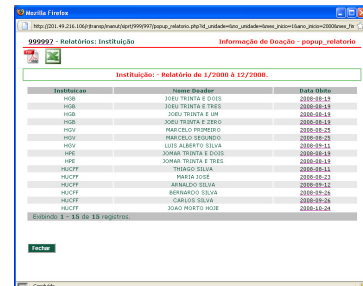 Mozilla Firefox
999997 - Relatórios: Instituição Informação de Doação - popup_relatorio
Instituição: - Relatório de 1/2000 à 12/2008.
Instituicao Nome Doador Data Óbito
HGB JOEU TRINTA E DOIS 2008-08-19
HGB JOEU TRINTA E TRES 2008-08-19
HGB JOEU TRINTA E UM 2008-08-19
HGB JOEU TRINTA E ZERO 2008-08-19
HGV MARCELO PRIMEIRO 2008-08-25
HGV MARCELO SEGUNDO 2008-08-25
HGV LUIS ALBERTO SILVA 2008-09-11
HPE JOMAR TRINTA E DOIS 2008-08-19
HPE JOMAR TRINTA E TRES 2008-08-19
HUCFF THIAGO SILVA 2008-08-11
HUCFF MARIA JOSÉ 2008-08-23
HUCFF ARNALDO SILVA 2008-09-12
HUCFF BERNARDO SILVA 2008-09-26
HUCFF CARLOS SILVA 2008-09-26
HUCFF JOAO MORTO HOJE 2008-10-24
Exibindo 1 - 15 de 15 registros.
Fechar